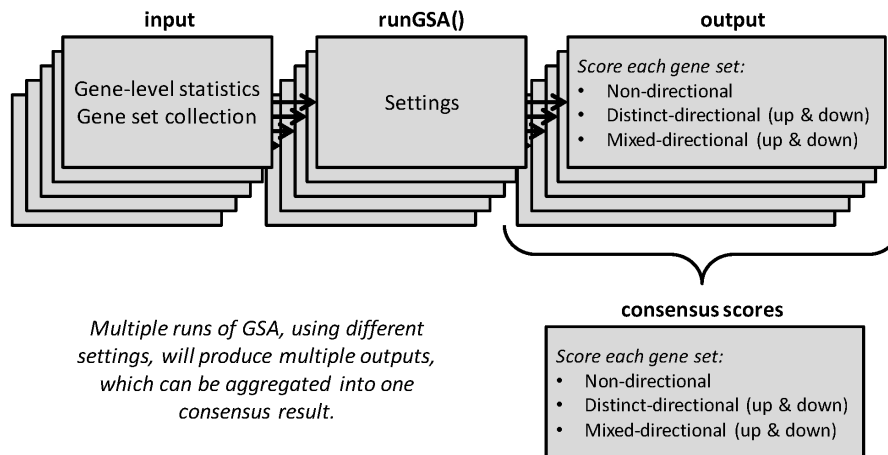 input
runGSA()
output
Gene-level statistics
Gene set collection
Settings
Score each gene set:
• Non-directional
• Distinct-directional (up & down)
• Mixed-directional (up & down)
Multiple runs of GSA, using different
settings, will produce multiple outputs,
which can be aggregated into one
consensus result.
consensus scores
Score each gene set:
• Non-directional
• Distinct-directional (up & down)
• Mixed-directional (up & down)